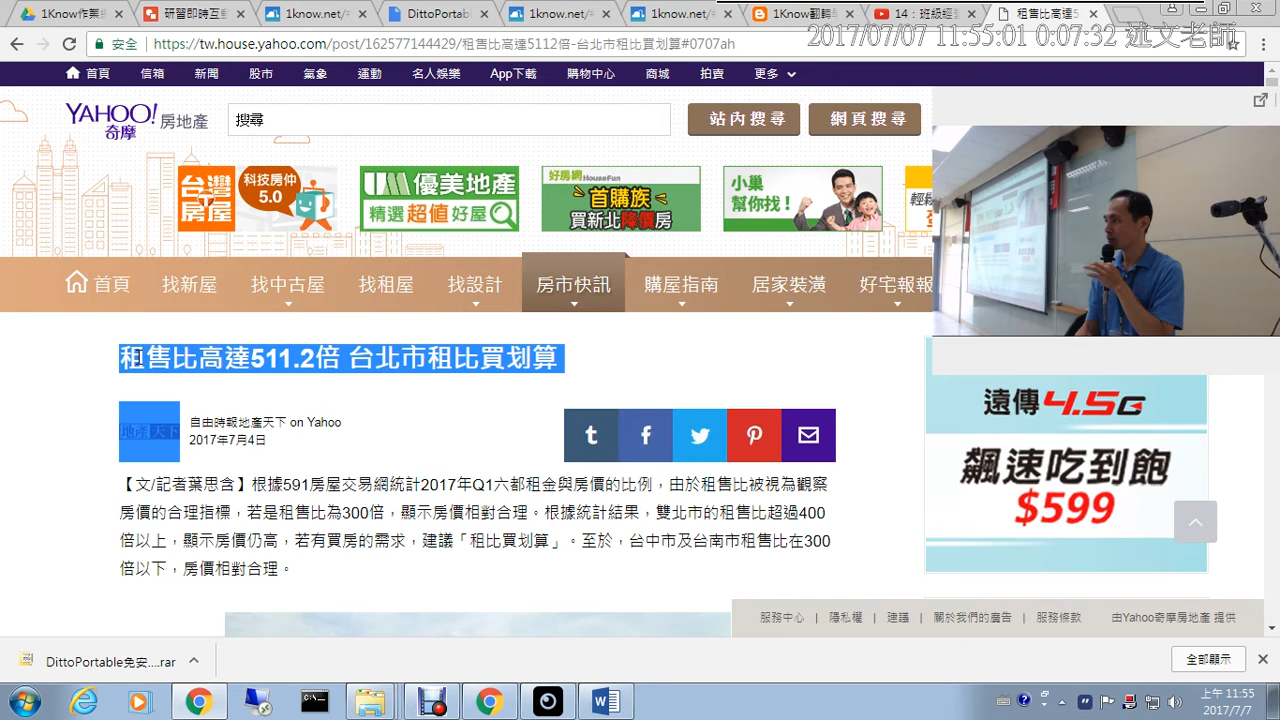 1Know作業
研習即時互動
1know.net/
DittoPortab
1know.net/
1know.net/
1Know翻轉
14：班級經
租售比高達5
安全
https://tw.house.yahoo.com/post/162577144426/租售比高達5112倍-台北市租比買划算#0707ah
2017/07/07 11:55:01 0:07:32 述文老師
首頁
信箱
新聞
股市
氣象
運動
名人娛樂
App下載
購物中心
商城
拍賣
更多
YAHOO!
奇摩
房地產
搜尋
站內搜尋
網頁搜尋
台灣
房屋
科技房仲
5.0
優美地產
精選超值好屋
好房網HouseFun
首購族
買新北降價房
小巢
幫你找！
首頁
找新屋
找中古屋
找租屋
找設計
房市快訊
購屋指南
居家裝潢
好宅報報
租售比高達511.2倍 台北市租比買划算
地產天下
自由時報地產天下 on Yahoo
2017年7月4日
【文/記者葉思含】根據591房屋交易網統計2017年Q1六都租金與房價的比例，由於租售比被視為觀察
房價的合理指標，若是租售比為300倍，顯示房價相對合理。根據統計結果，雙北市的租售比超過400
倍以上，顯示房價仍高，若有買房的需求，建議「租比買划算」。至於，台中市及台南市租售比在300
倍以下，房價相對合理。
遠傳4.5G
飆速吃到飽
$599
服務中心 | 隱私權 | 建議 | 關於我們的廣告 | 服務條款
由Yahoo奇摩房地產 提供
DittoPortable免安....rar
全部顯示
上午 11:55
2017/7/7